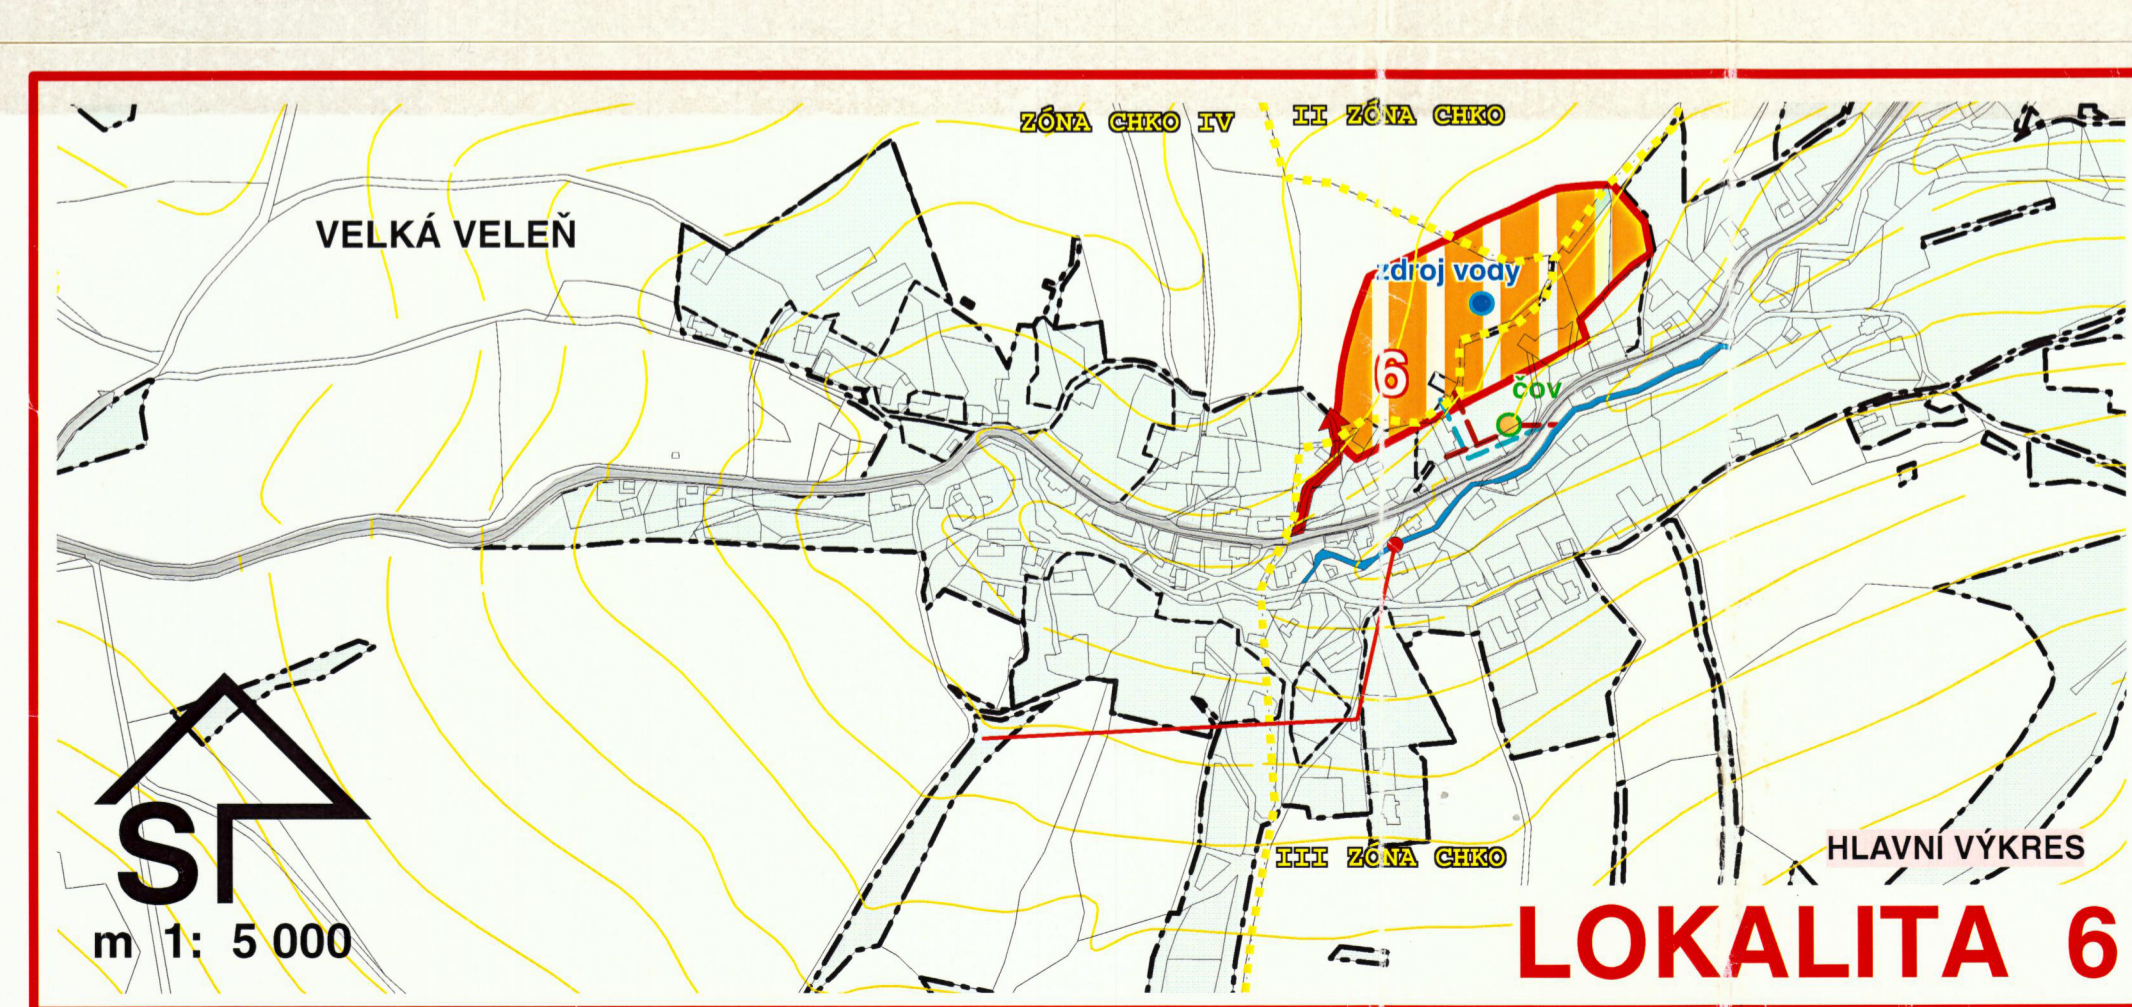 ZÓNA CHKO IV
II ZÓNA CHKO
VELKÁ VELEŇ
zdroj vody
6
čov
S
m 1: 5 000
III ZÓNA CHKO
HLAVNÍ VÝKRES
LOKALITA 6